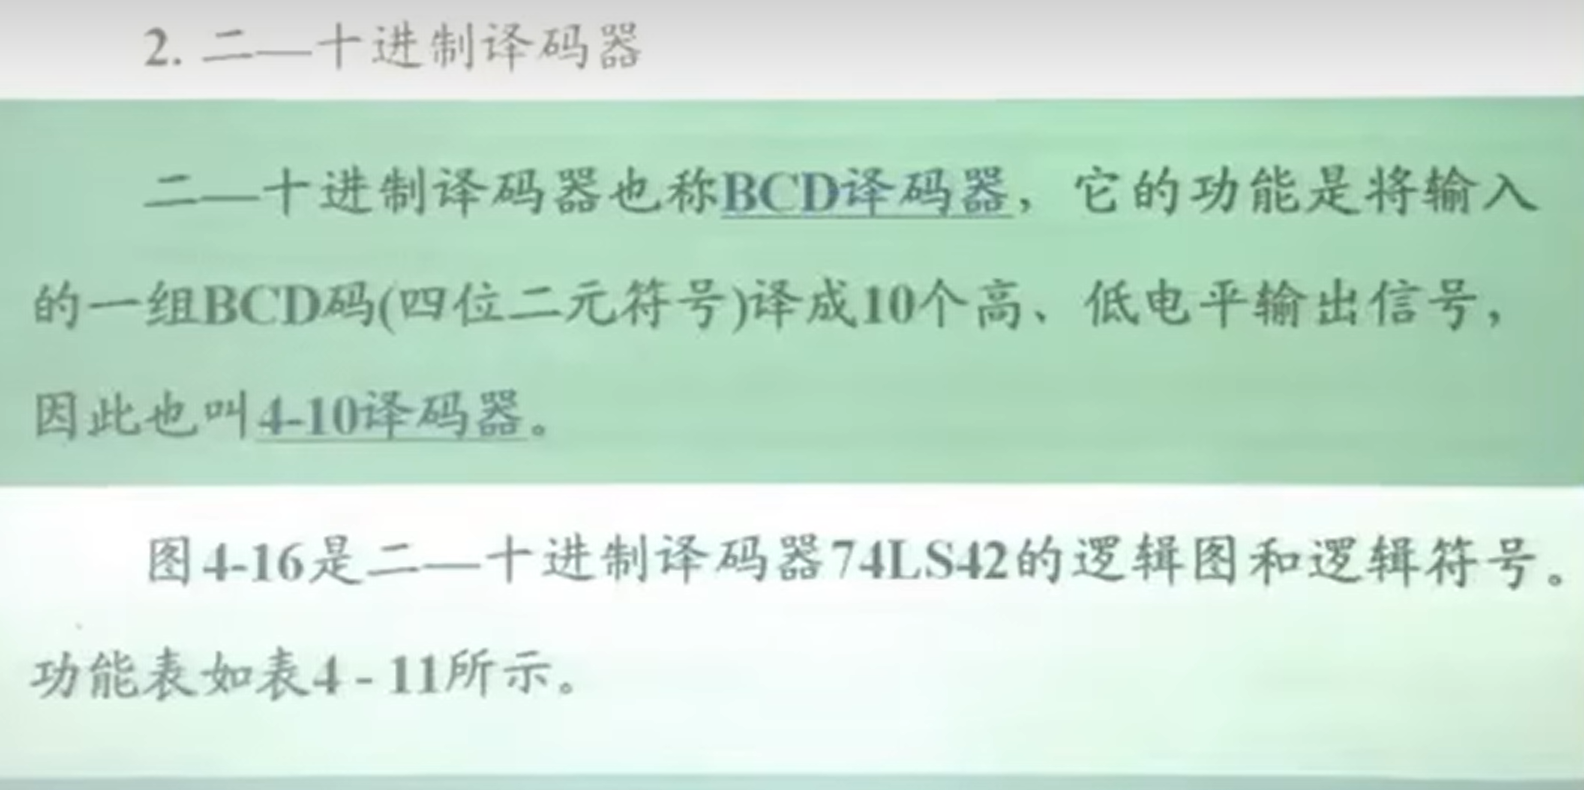 2. 二—十进制译码器
二—十进制译码器也称BCD译码器，它的功能是将输入
的一组BCD码(四位二元符号)译成10个高、低电平输出信号，
因此也叫4-10译码器。
图4-16是二—十进制译码器74LS42的逻辑图和逻辑符号。
功能表如表4 - 11所示。